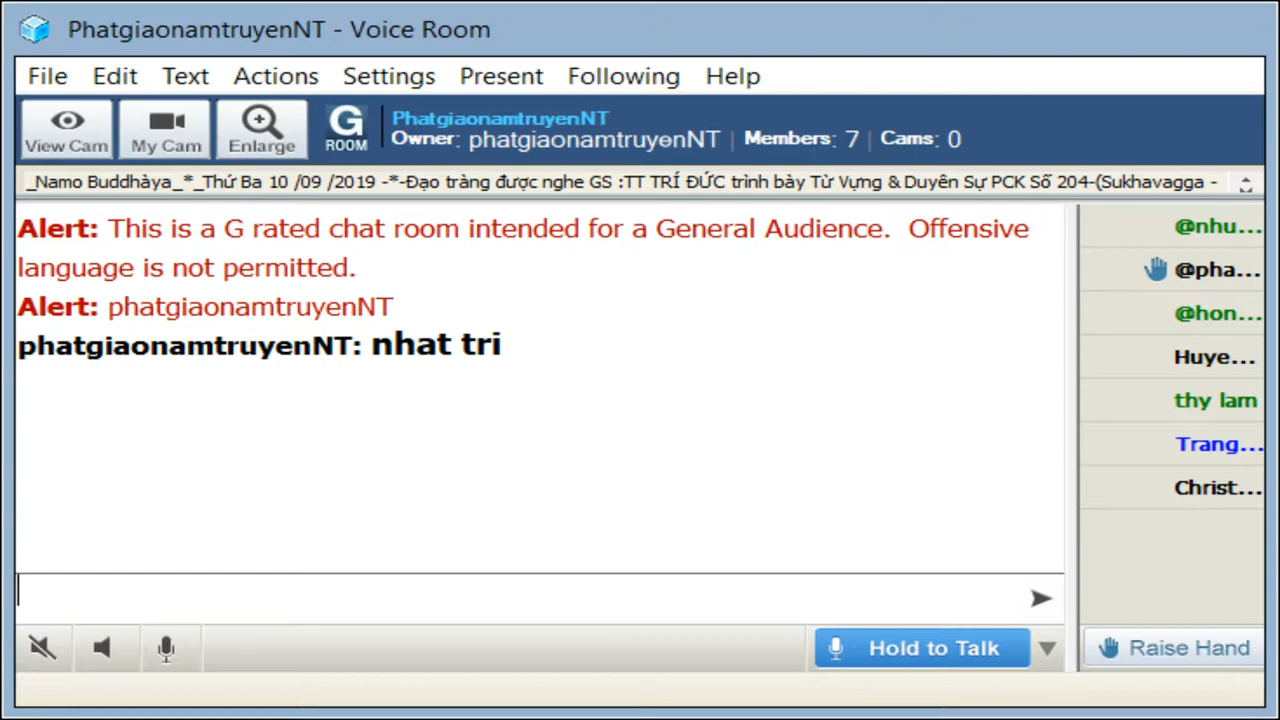 PhatgiaonamtruyenNT - Voice Room
File Edit Text Actions Settings Present Following Help
View Cam My Cam Enlarge G ROOM
PhatgiaonamtruyenNT
Owner: phatgiaonamtruyenNT | Members: 7 | Cams: 0
_Namo Buddhàya_*_Thứ Ba 10 /09 /2019 -*-Đạo tràng được nghe GS :TT TRÍ ĐỨC trình bày Từ Vựng & Duyên Sự PCK Số 204-(Sukhavagga -
Alert: This is a G rated chat room intended for a General Audience.  Offensive
language is not permitted.
Alert: phatgiaonamtruyenNT
phatgiaonamtruyenNT: nhat tri
@nhu...
@pha...
@hon...
Huye...
thy lam
Trang...
Christ...
Hold to Talk
Raise Hand